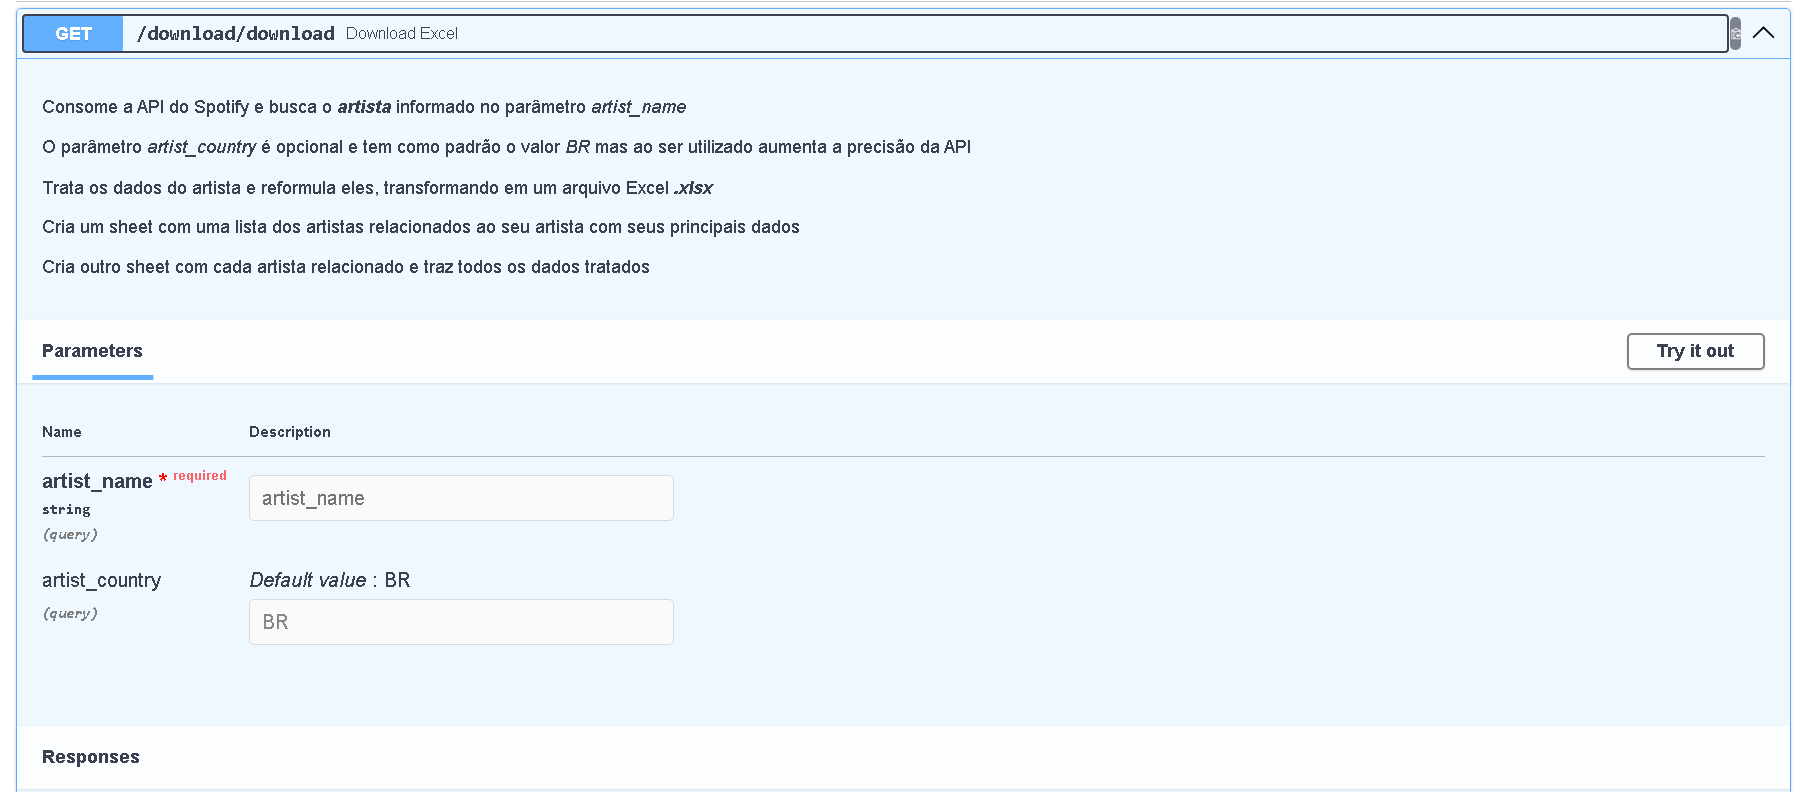 GET /download/download Download Excel
Consome a API do Spotify e busca o artista informado no parâmetro artist_name
O parâmetro artist_country é opcional e tem como padrão o valor BR mas ao ser utilizado aumenta a precisão da API
Trata os dados do artista e reformula eles, transformando em um arquivo Excel .xlsx
Cria um sheet com uma lista dos artistas relacionados ao seu artista com seus principais dados
Cria outro sheet com cada artista relacionado e traz todos os dados tratados
Parameters Try it out
Name Description
artist_name * required
string
(query)
artist_name
artist_country
(query)
Default value : BR
BR
Responses